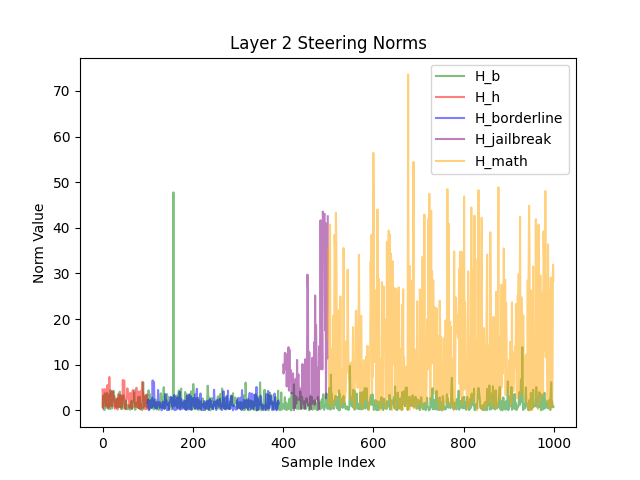 Layer 2 Steering Norms
Norm Value
70
60
50
40
30
20
10
0
H_b
H_h
H_borderline
H_jailbreak
H_math
0
200
400
600
800
1000
Sample Index